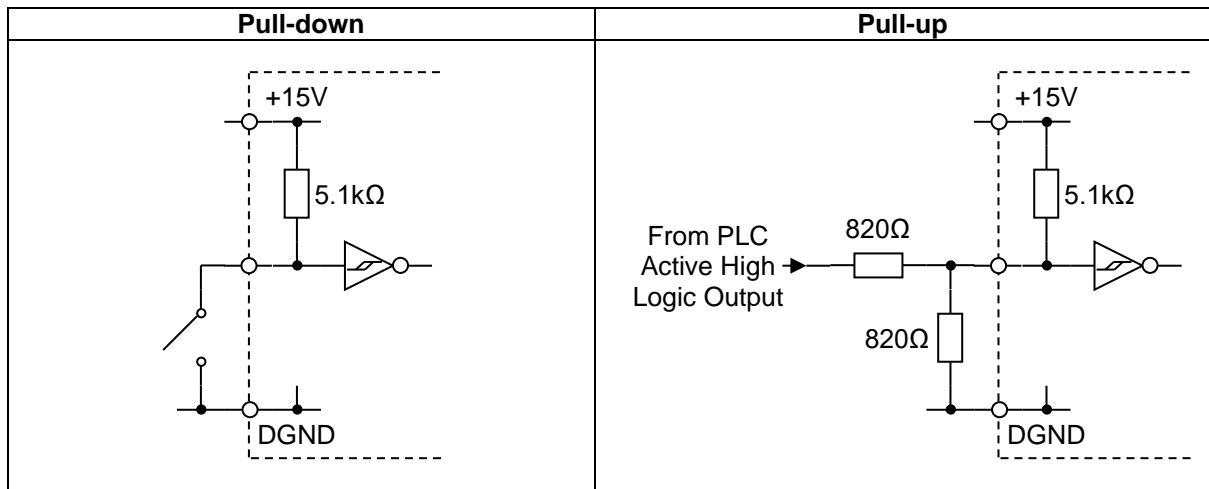 Pull-down
Pull-up
+15V
5.1kΩ
DGND
+15V
5.1kΩ
820Ω
From PLC
Active High
Logic Output
820Ω
DGND